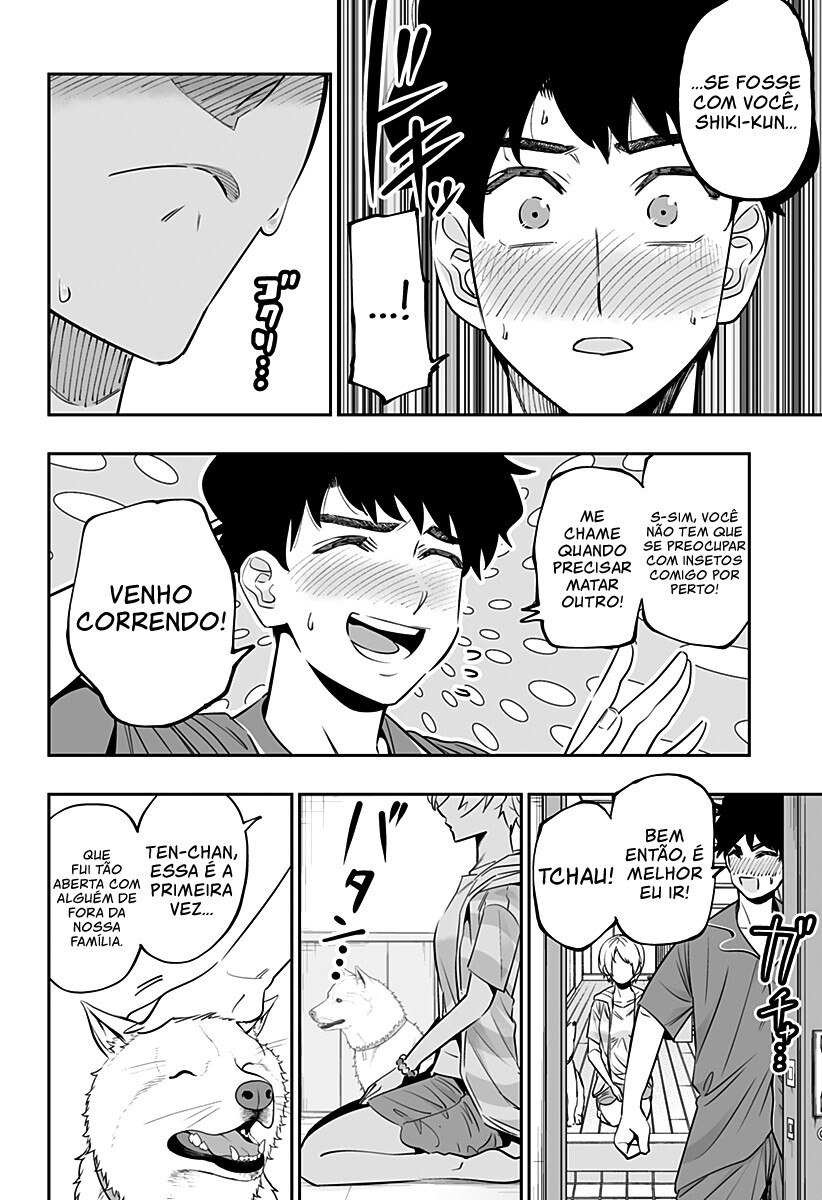 ...SE FOSSE
COM VOCÊ,
SHIKI-KUN...
ドキッ
...!
ゴクリ...
S-SIM, VOCÊ
NÃO TEM QUE
SE PREOCUPAR
COM INSETOS
COMIGO POR
PERTO!
ME
CHAME
QUANDO
PRECISAR
MATAR
OUTRO!
VENHO
CORRENDO!
BEM
ENTÃO, É
MELHOR
EU IR!
TCHAU!
ガチャ...
バタン...
TEN-CHAN,
ESSA É A
PRIMEIRA
VEZ...
QUE
FUI TÃO
ABERTA COM
ALGUÉM DE
FORA DA
NOSSA
FAMÍLIA.